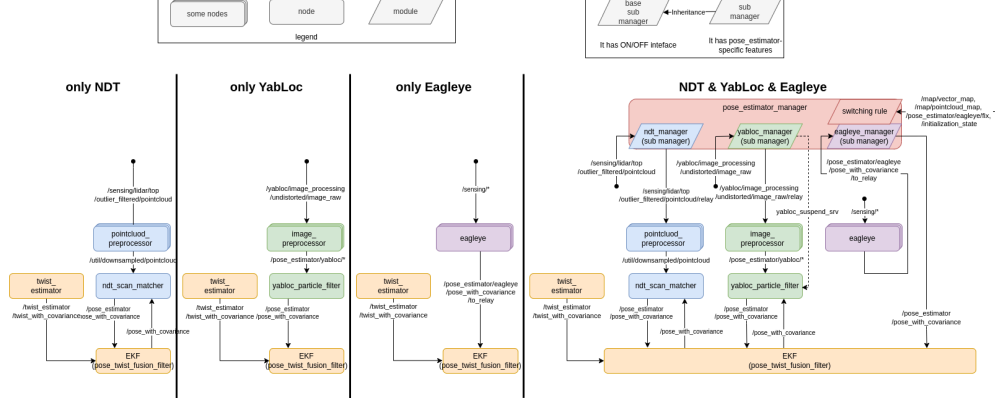 some nodes
node
module
legend
base
sub
manager
Inheritance
sub
manager
It has ON/OFF inteface
It has pose_estimator-
specific features
only NDT
/sensing/lidar/top
/outlier_filtered/pointcloud
pointcluod_
preprocessor
/util/downsampled/pointcloud
twist_
estimator
ndt_scan_matcher
/twist_estimator
/twist_with_covariance
/pose_estimator
/pose_with_covariance
/pose_with_covariance
EKF
(pose_twist_fusion_filter)
only YabLoc
/yabloc/image_processing
/undistorted/image_raw
image_
preprocessor
/pose_estimator/yabloc/*
twist_
estimator
yabloc_particle_filter
/twist_estimator
/twist_with_covariance
/pose_estimator
/pose_with_covariance
EKF
(pose_twist_fusion_filter)
only Eagleye
/sensing/*
eagleye
twist_
estimator
/pose_estimator/eagleye
/pose_with_covariance
/to_relay
/twist_estimator
/twist_with_covariance
EKF
(pose_twist_fusion_filter)
NDT & YabLoc & Eagleye
pose_estimator_manager
switching rule
/map/vector_map,
/map/pointcloud_map,
/pose_estimator/eagleye/fix,
/initialization_state
ndt_manager
(sub manager)
yabloc_manager
(sub manager)
eagleye_manager
(sub manager)
/sensing/lidar/top
/outlier_filtered/pointcloud
/yabloc/image_processing
/undistorted/image_raw
/pose_estimator/eagleye
/pose_with_covariance
/to_relay
/sensing/lidar/top
/outlier_filtered/pointcloud/relay
/yabloc/image_processing
/undistorted/image_raw/relay
yabloc_suspend_srv
/sensing/*
pointcluod_
preprocessor
image_
preprocessor
eagleye
/util/downsampled/pointcloud
/pose_estimator/yabloc/*
twist_
estimator
ndt_scan_matcher
yabloc_particle_filter
/twist_estimator
/twist_with_covariance
/pose_estimator
/pose_with_covariance
/pose_with_covariance
/pose_estimator
/pose_with_covariance
/pose_with_covariance
/pose_estimator
/pose_with_covariance
EKF
(pose_twist_fusion_filter)